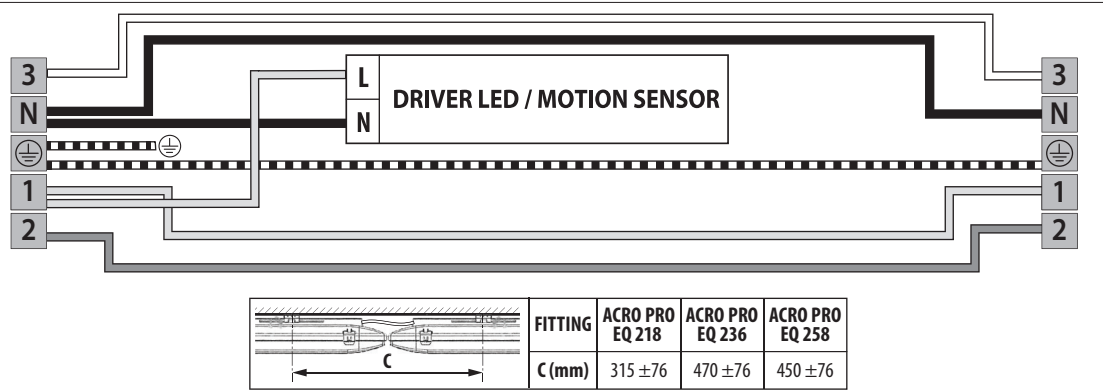 3
N
1
2
L
N
DRIVER LED / MOTION SENSOR
3
N
1
2
C
FITTING ACRO PRO EQ 218 ACRO PRO EQ 236 ACRO PRO EQ 258
C (mm) 315 ±76 470 ±76 450 ±76